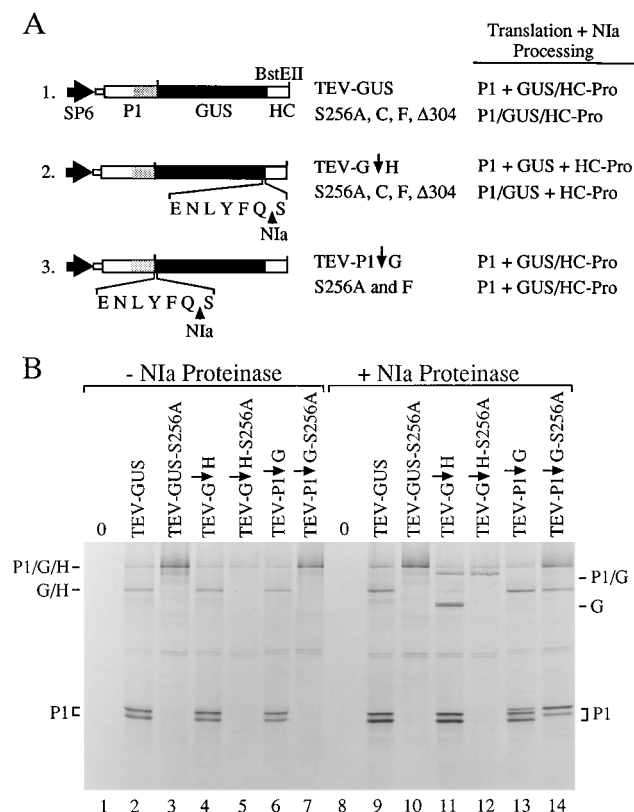 A
Translation + NIa
Processing
BstEII
1.
SP6
P1
GUS
HC
TEV-GUS
P1 + GUS/HC-Pro
S256A, C, F, Δ304
P1/GUS/HC-Pro
2.
TEV-G↓H
P1 + GUS + HC-Pro
S256A, C, F, Δ304
P1/GUS + HC-Pro
E N L Y F Q S
NIa
3.
TEV-P1↓G
P1 + GUS/HC-Pro
S256A and F
P1 + GUS/HC-Pro
E N L Y F Q S
NIa
B
- NIa Proteinase
+ NIa Proteinase
0
TEV-GUS
TEV-GUS-S256A
TEV-G→H
TEV-G→H-S256A
TEV-P1→G
TEV-P1→G-S256A
0
TEV-GUS
TEV-GUS-S256A
TEV-G→H
TEV-G→H-S256A
TEV-P1→G
TEV-P1→G-S256A
P1/G/H
G/H
P1
P1/G
G
P1
1 2 3 4 5 6 7 8 9 10 11 12 13 14